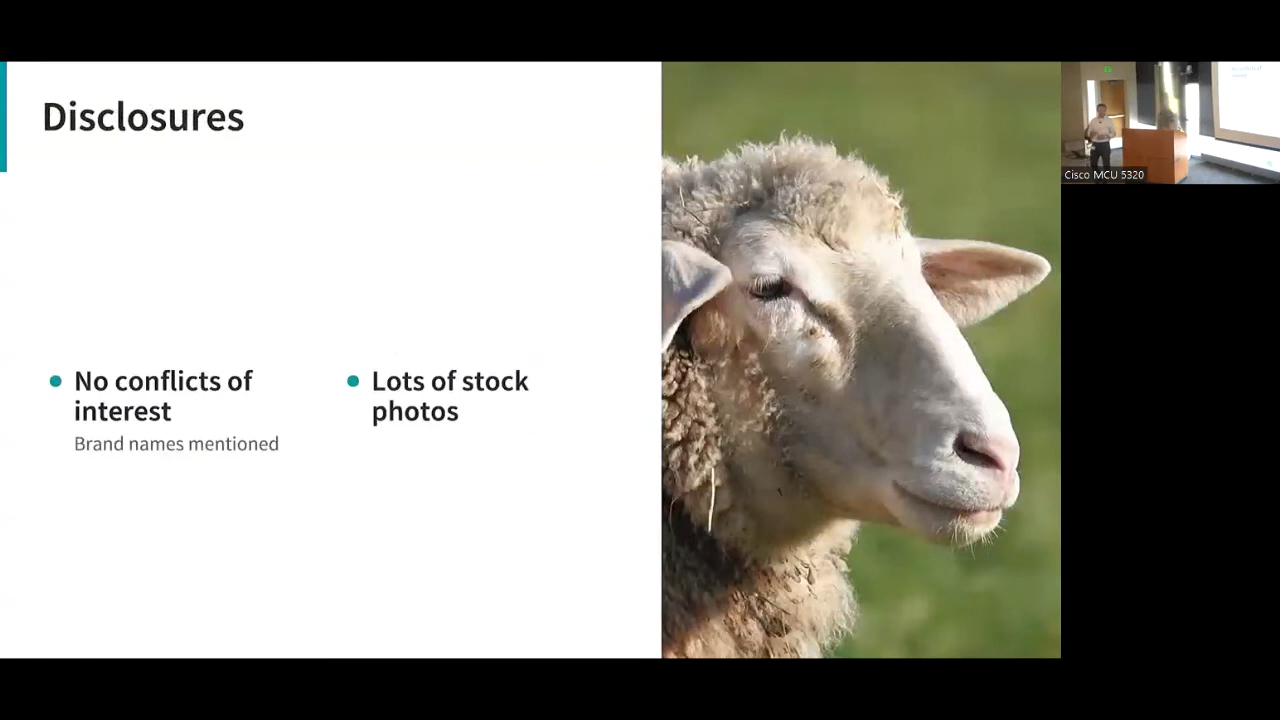 Disclosures
No conflicts of
interest
Brand names mentioned
Lots of stock
photos
Cisco MCU 5320